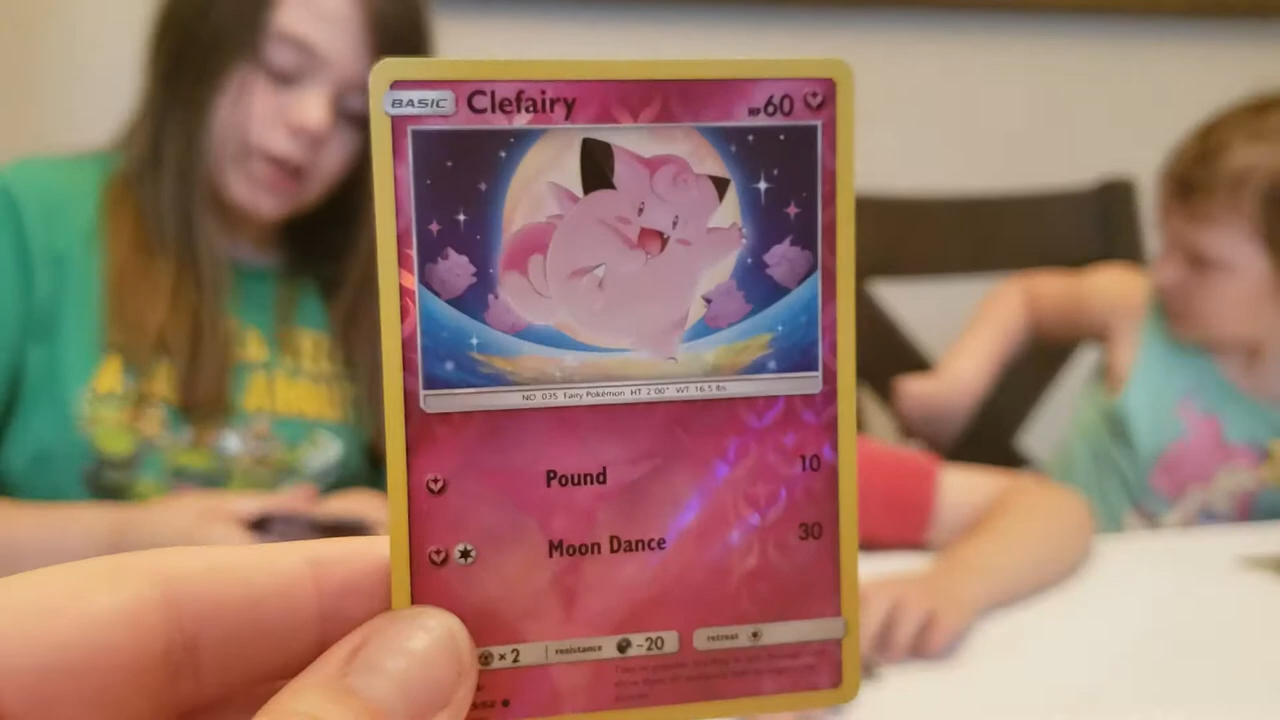 BASIC Clefairy HP60
NO 035 Fairy Pokémon HT 2'00" WT 16.5 lbs
Pound 10
Moon Dance 30
×2 resistance -20 retreat